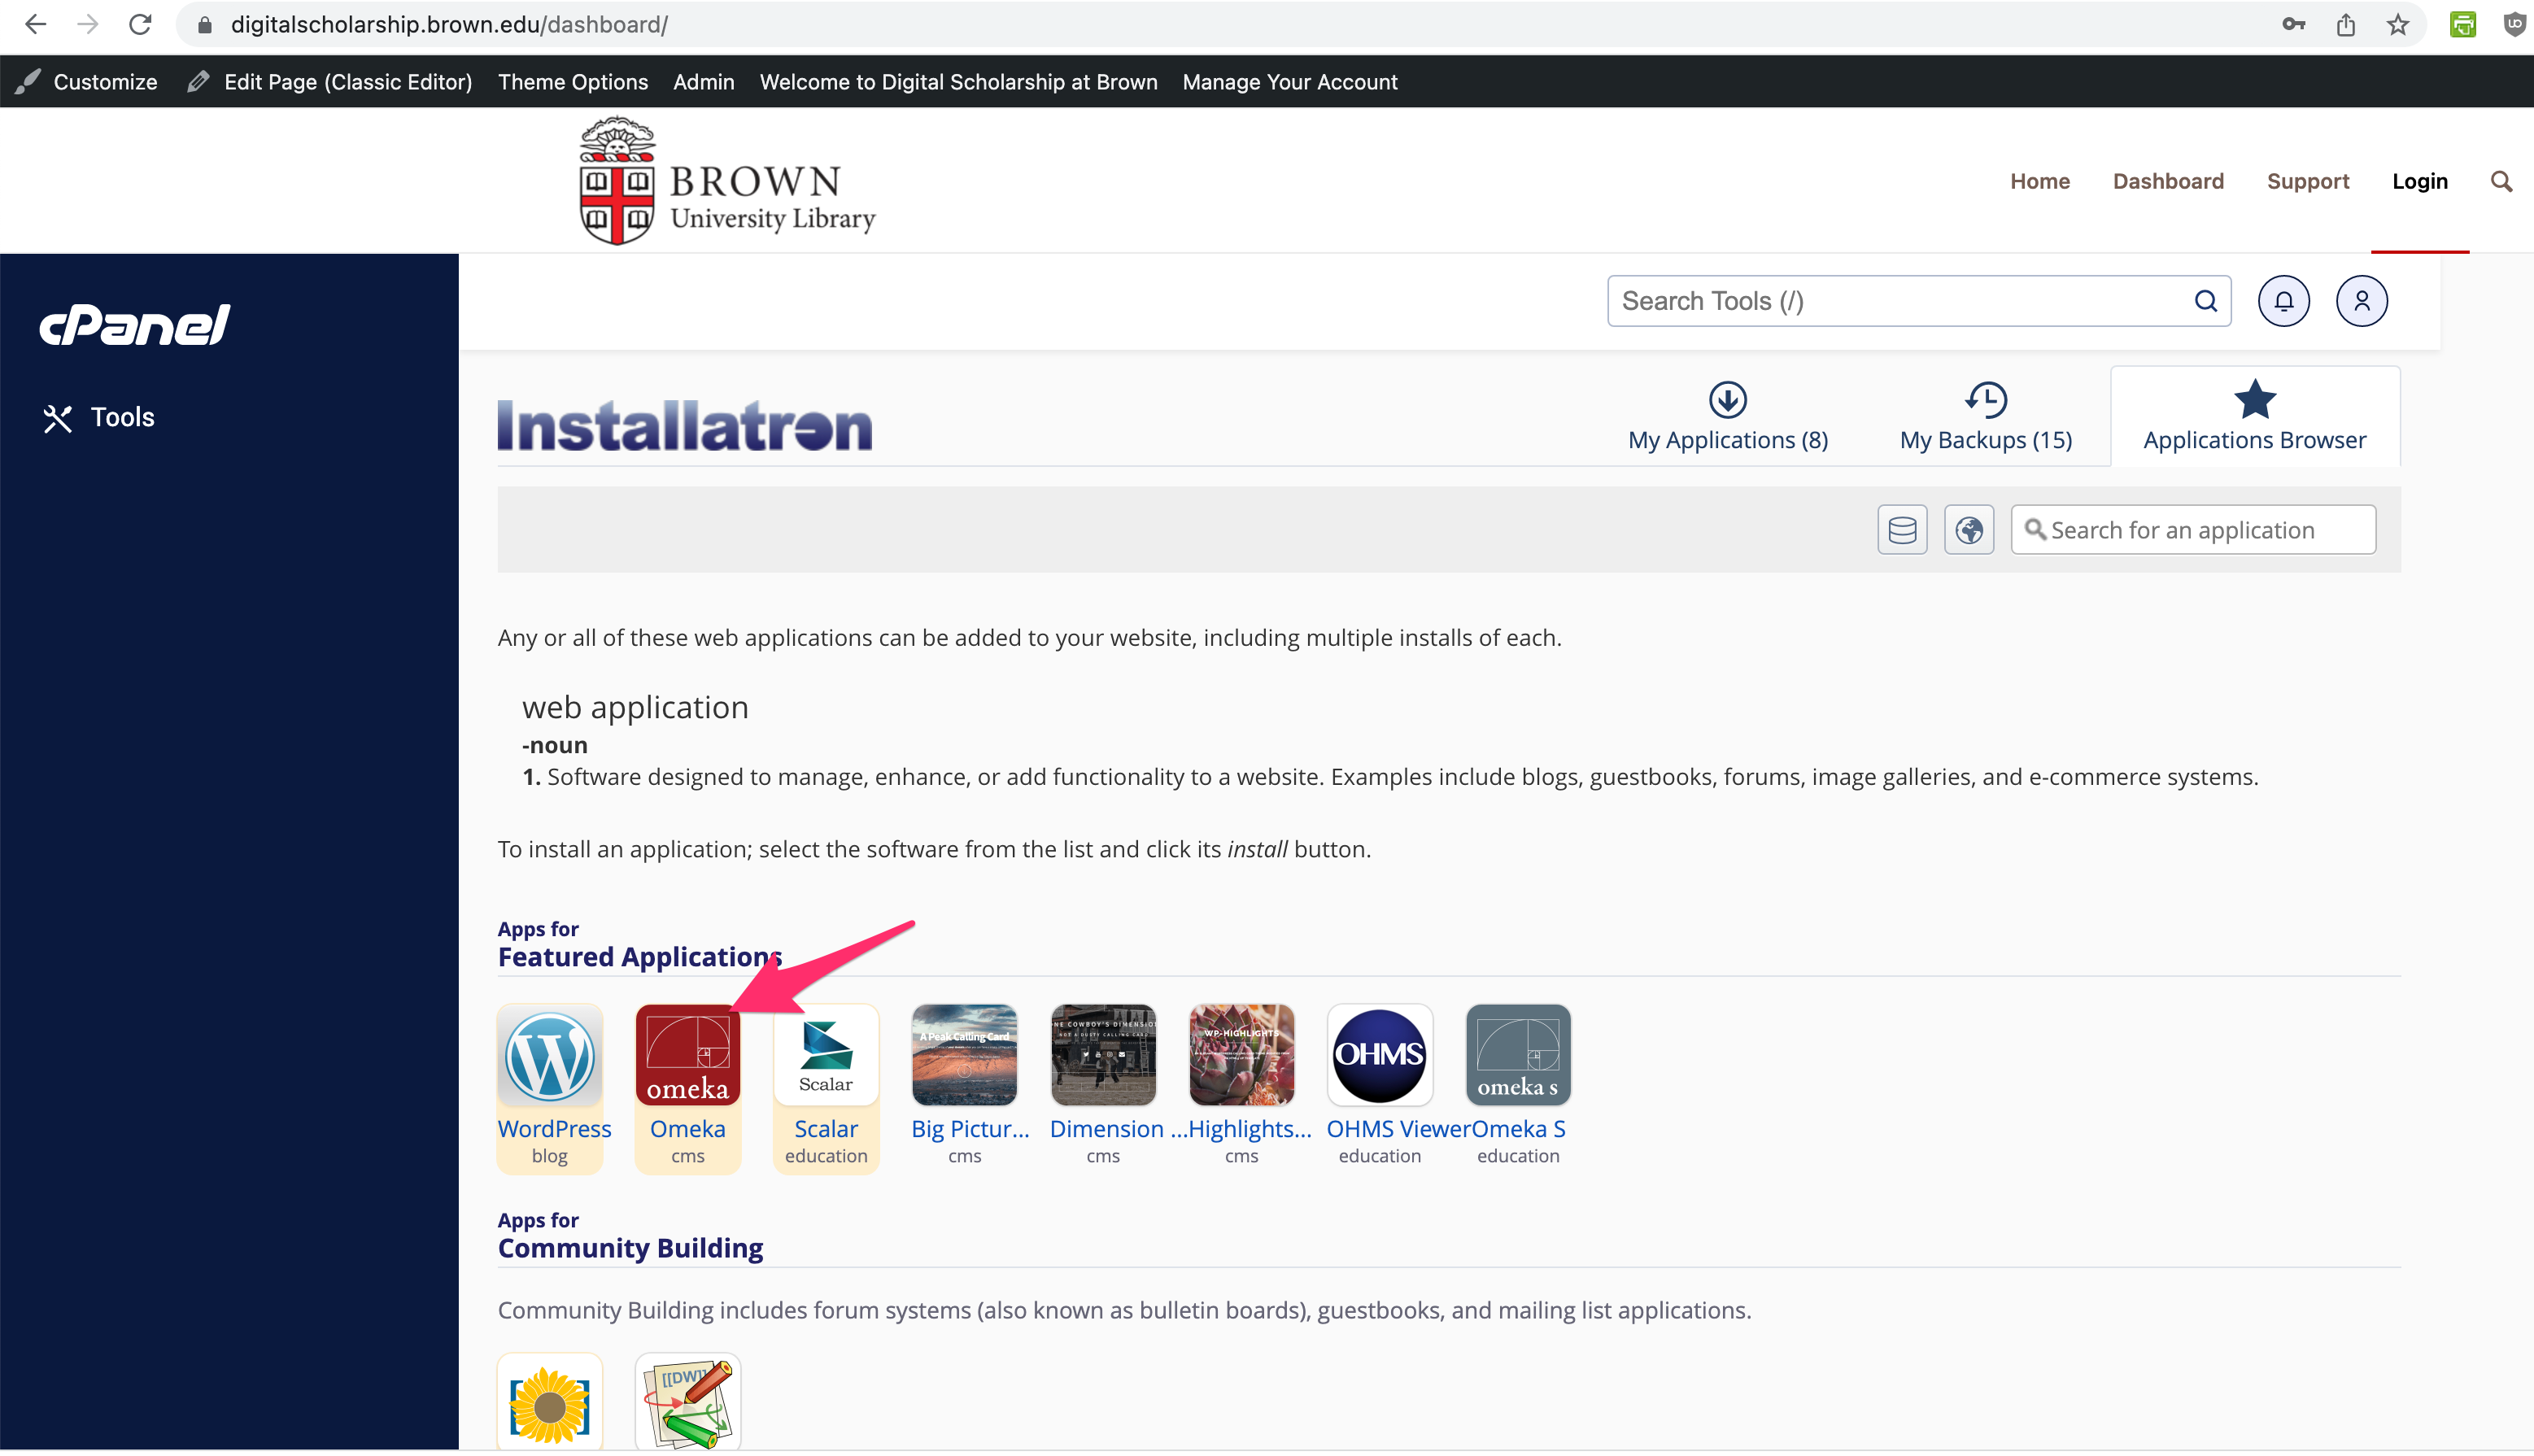 digitalscholarship.brown.edu/dashboard/
Customize Edit Page (Classic Editor) Theme Options Admin Welcome to Digital Scholarship at Brown Manage Your Account
BROWN
University Library
Home Dashboard Support Login
cPanel
Search Tools (/)
Tools
Installatron
My Applications (8) My Backups (15) Applications Browser
Search for an application
Any or all of these web applications can be added to your website, including multiple installs of each.
web application
-noun
1. Software designed to manage, enhance, or add functionality to a website. Examples include blogs, guestbooks, forums, image galleries, and e-commerce systems.
To install an application; select the software from the list and click its install button.
Apps for
Featured Applications
omeka
Scalar
A Peak Calling Card
NE COWBOY'S DIMENSIO
WP-HIGHLIGHTS
OHMS
omeka s
WordPress Omeka Scalar Big Pictur... Dimension ... Highlights... OHMS Viewer Omeka S
blog cms education cms cms cms education education
Apps for
Community Building
Community Building includes forum systems (also known as bulletin boards), guestbooks, and mailing list applications.
[[DW]]